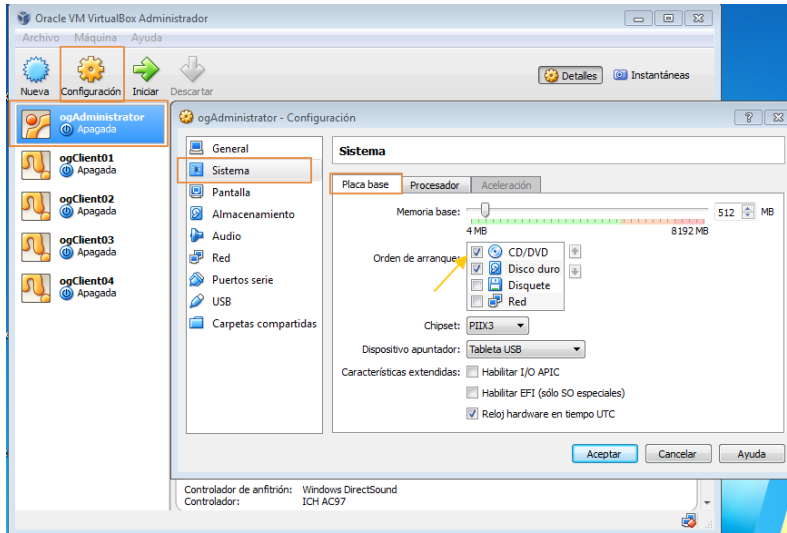 Oracle VM VirtualBox Administrador
Archivo Máquina Ayuda
Nueva Configuración Iniciar Descartar
Detalles Instantáneas
ogAdministrator
Apagada
ogClient01
Apagada
ogClient02
Apagada
ogClient03
Apagada
ogClient04
Apagada
ogAdministrator - Configuración
General
Sistema
Pantalla
Almacenamiento
Audio
Red
Puertos serie
USB
Carpetas compartidas
Sistema
Placa base Procesador Aceleración
Memoria base: 512 MB
4 MB 8192 MB
Orden de arranque: CD/DVD
Disco duro
Disquete
Red
Chipset: PIIX3
Dispositivo apuntador: Tableta USB
Características extendidas: Habilitar I/O APIC
Habilitar EFI (sólo SO especiales)
Reloj hardware en tiempo UTC
Aceptar Cancelar Ayuda
Controlador de anfitrión: Windows DirectSound
Controlador: ICH AC97